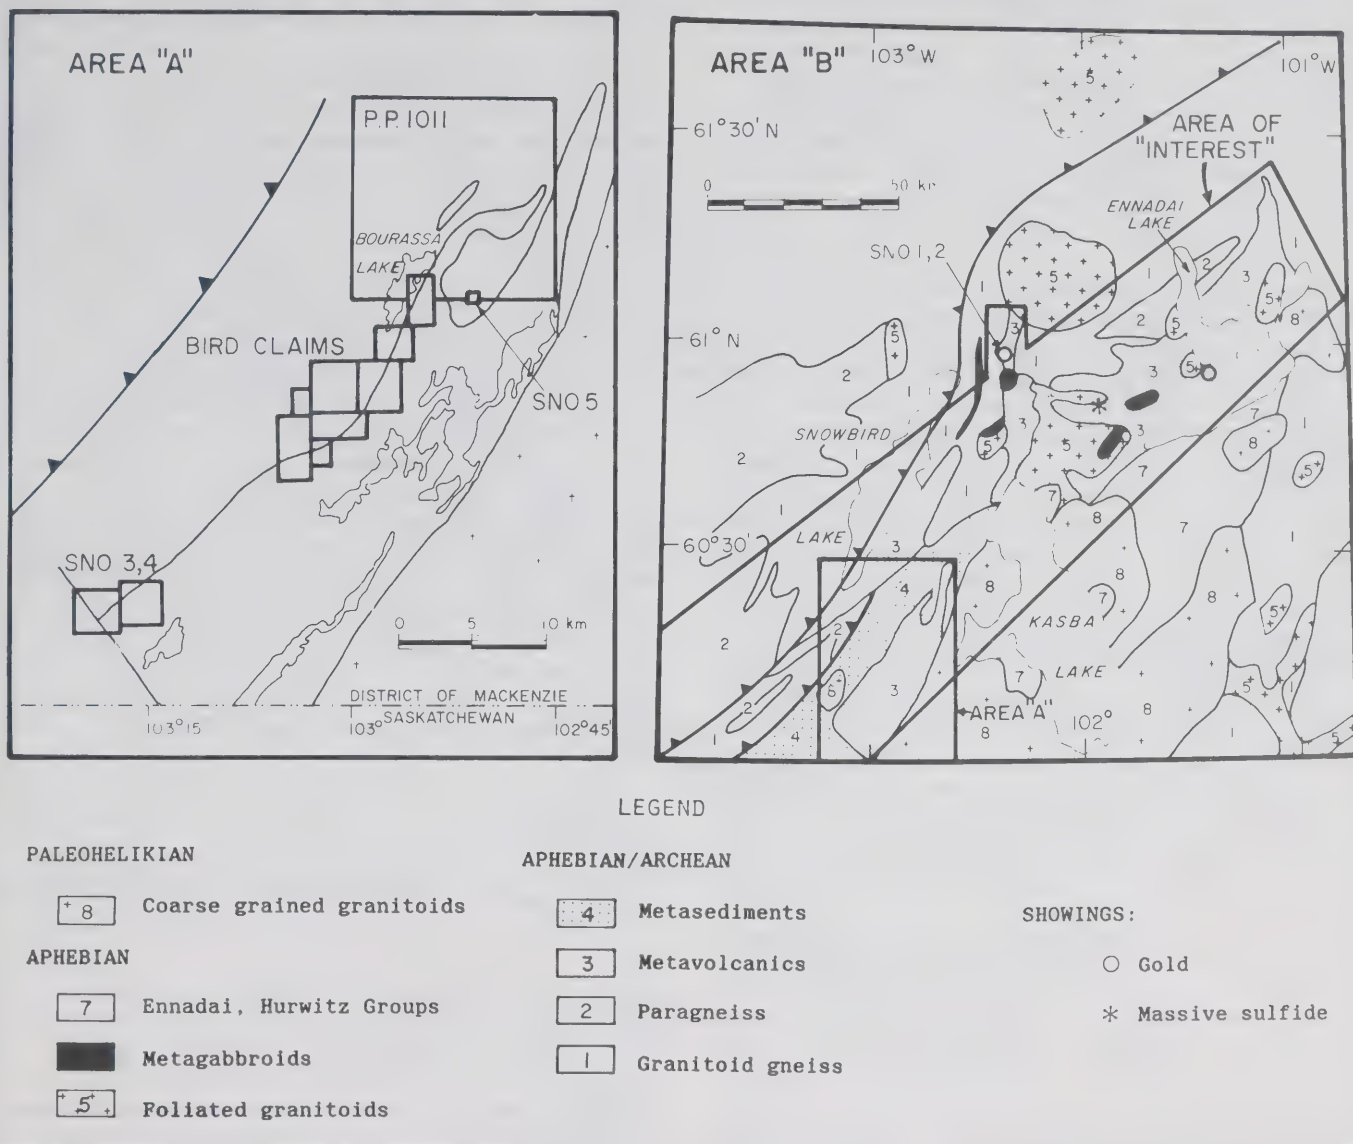 AREA "A"
P.P. 1011
BOURASSA
LAKE
BIRD CLAIMS
SNO 5
SNO 3,4
0 5 10 km
DISTRICT OF MACKENZIE
SASKATCHEWAN
103°15
103°
102°45'
AREA "B"
103°W
101°W
61°30'N
AREA OF
"INTEREST"
0
ENNADAI
LAKE
SNO 1,2
61°N
SNOWBIRD
LAKE
60°30'
KASBA
LAKE
AREA "A"
102°
LEGEND
PALEOHELIKIAN
8 Coarse grained granitoids
APHEBIAN
7 Ennadai, Hurwitz Groups
Metagabbroids
5 Foliated granitoids
APHEBIAN/ARCHEAN
4 Metasediments
3 Metavolcanics
2 Paragneiss
1 Granitoid gneiss
SHOWINGS:
Gold
Massive sulfide